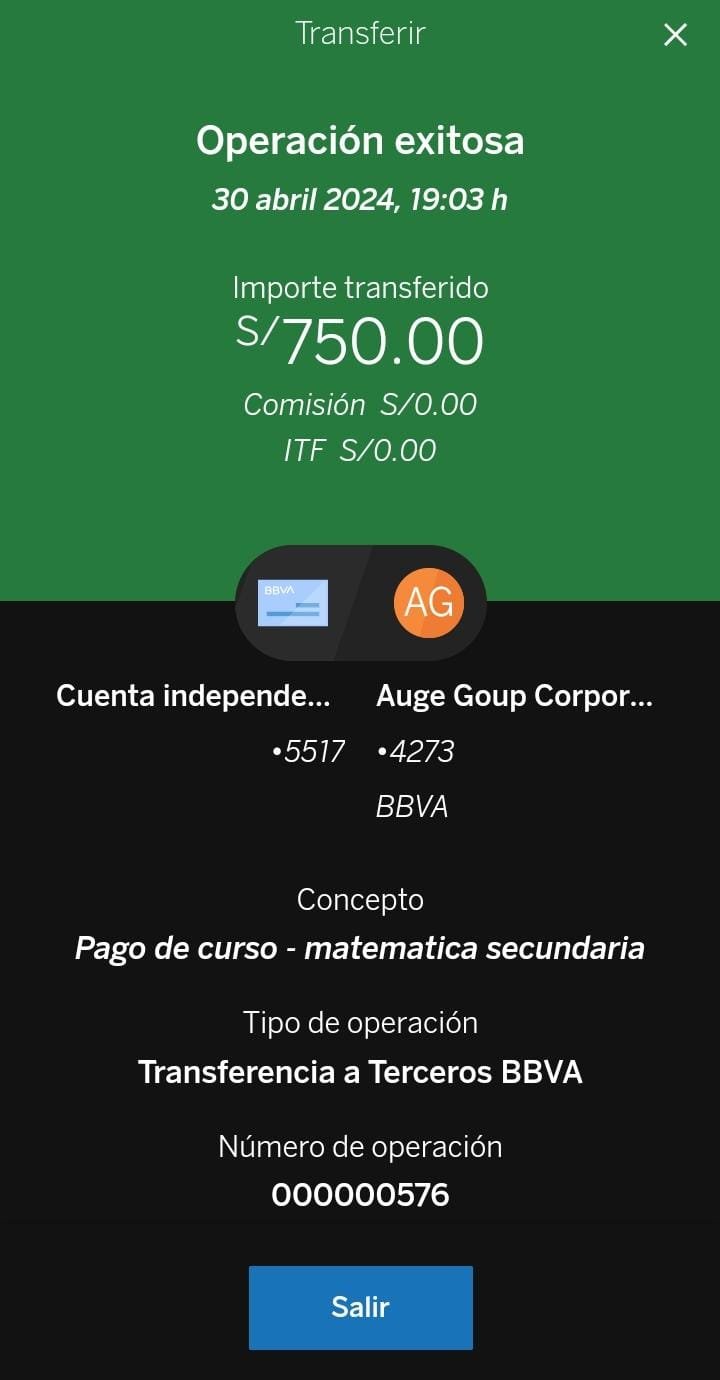 Transferir
Operación exitosa
30 abril 2024, 19:03 h
Importe transferido
S/750.00
Comisión S/0.00
ITF S/0.00
BBVA
AG
Cuenta independe... Auge Goup Corpor...
•5517 •4273
BBVA
Concepto
Pago de curso - matematica secundaria
Tipo de operación
Transferencia a Terceros BBVA
Número de operación
000000576
Salir